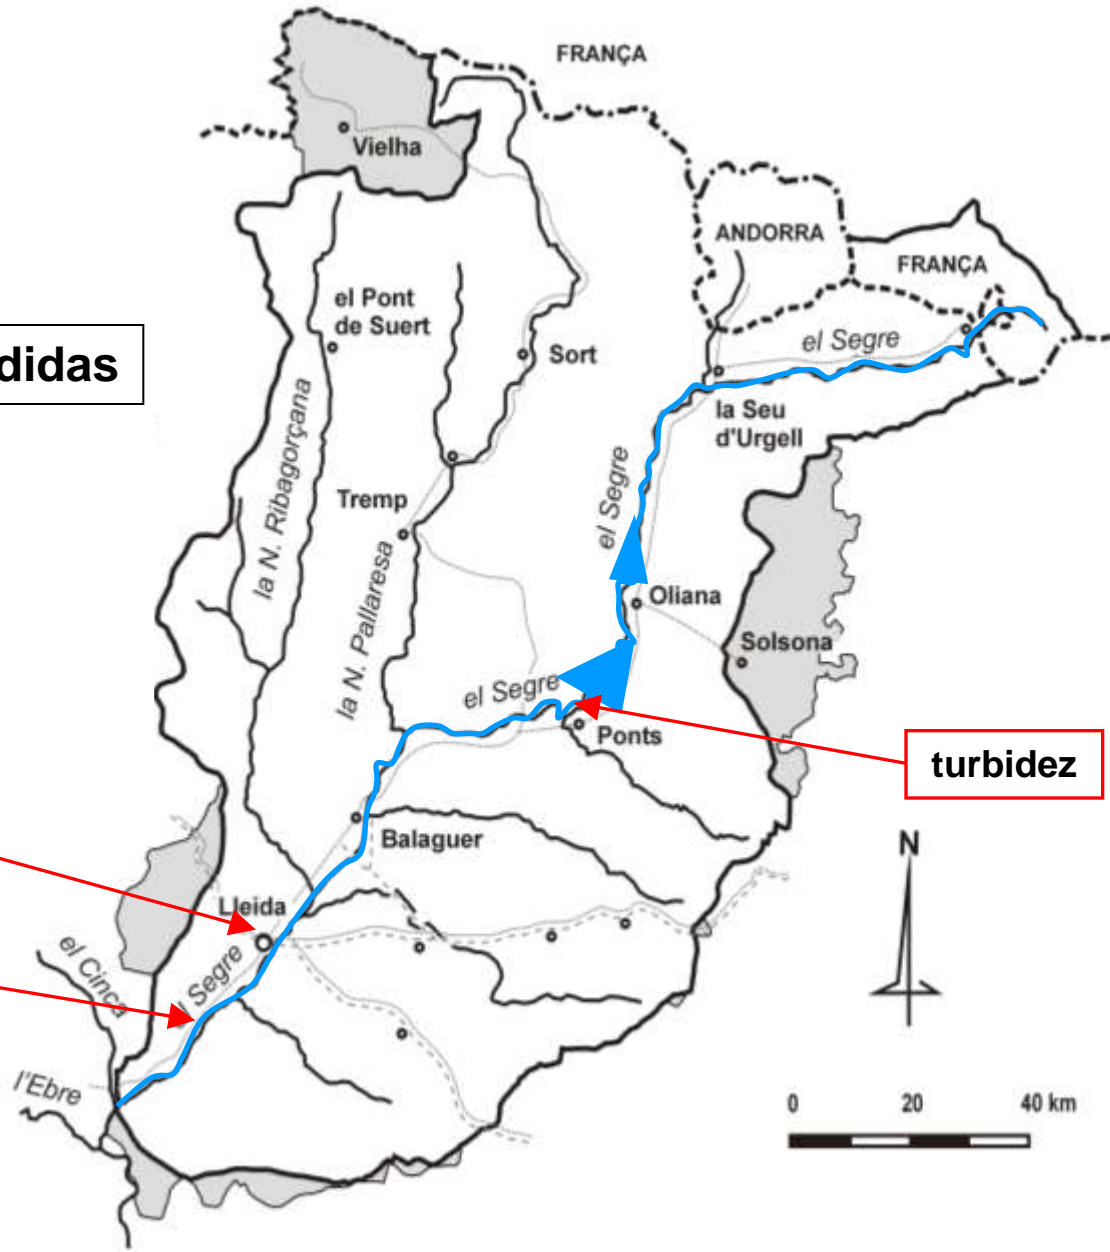 FRANÇA
Vielha
ANDORRA
FRANÇA
el Pont
de Suert
didas
Sort
el Segre
la Seu
d'Urgell
la N. Ribagorçana
Tremp
el Segre
la N. Pallaresa
Oliana
Solsona
el Segre
Ponts
turbidez
Balaguer
N
Lleida
el Cinca
el Segre
l'Ebre
0 20 40 km